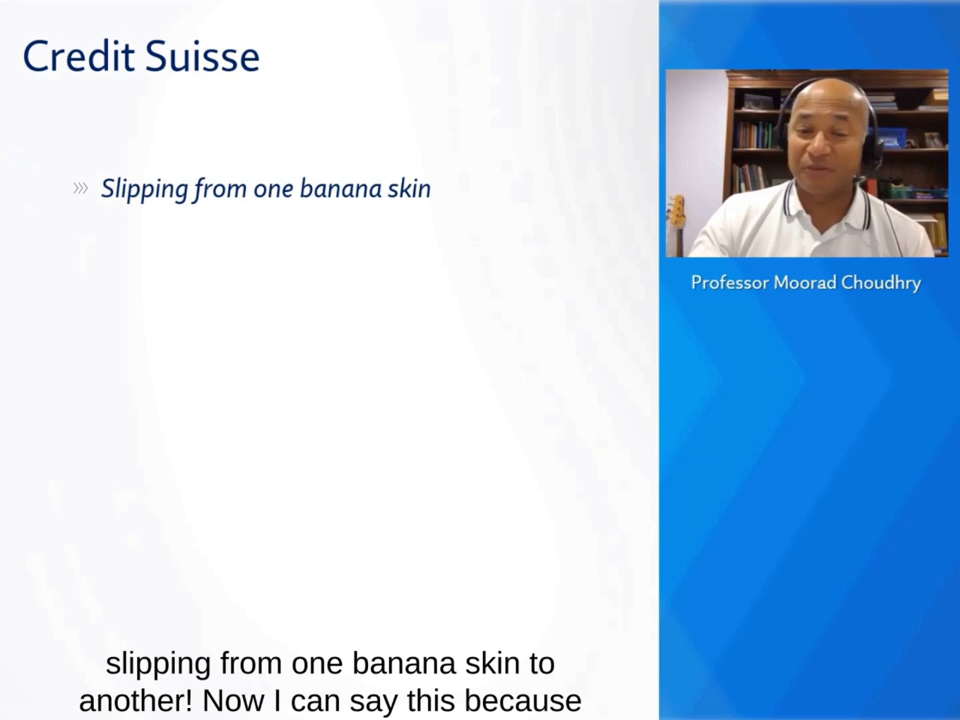 Credit Suisse
Slipping from one banana skin
Professor Moorad Choudhry
slipping from one banana skin to
another! Now I can say this because